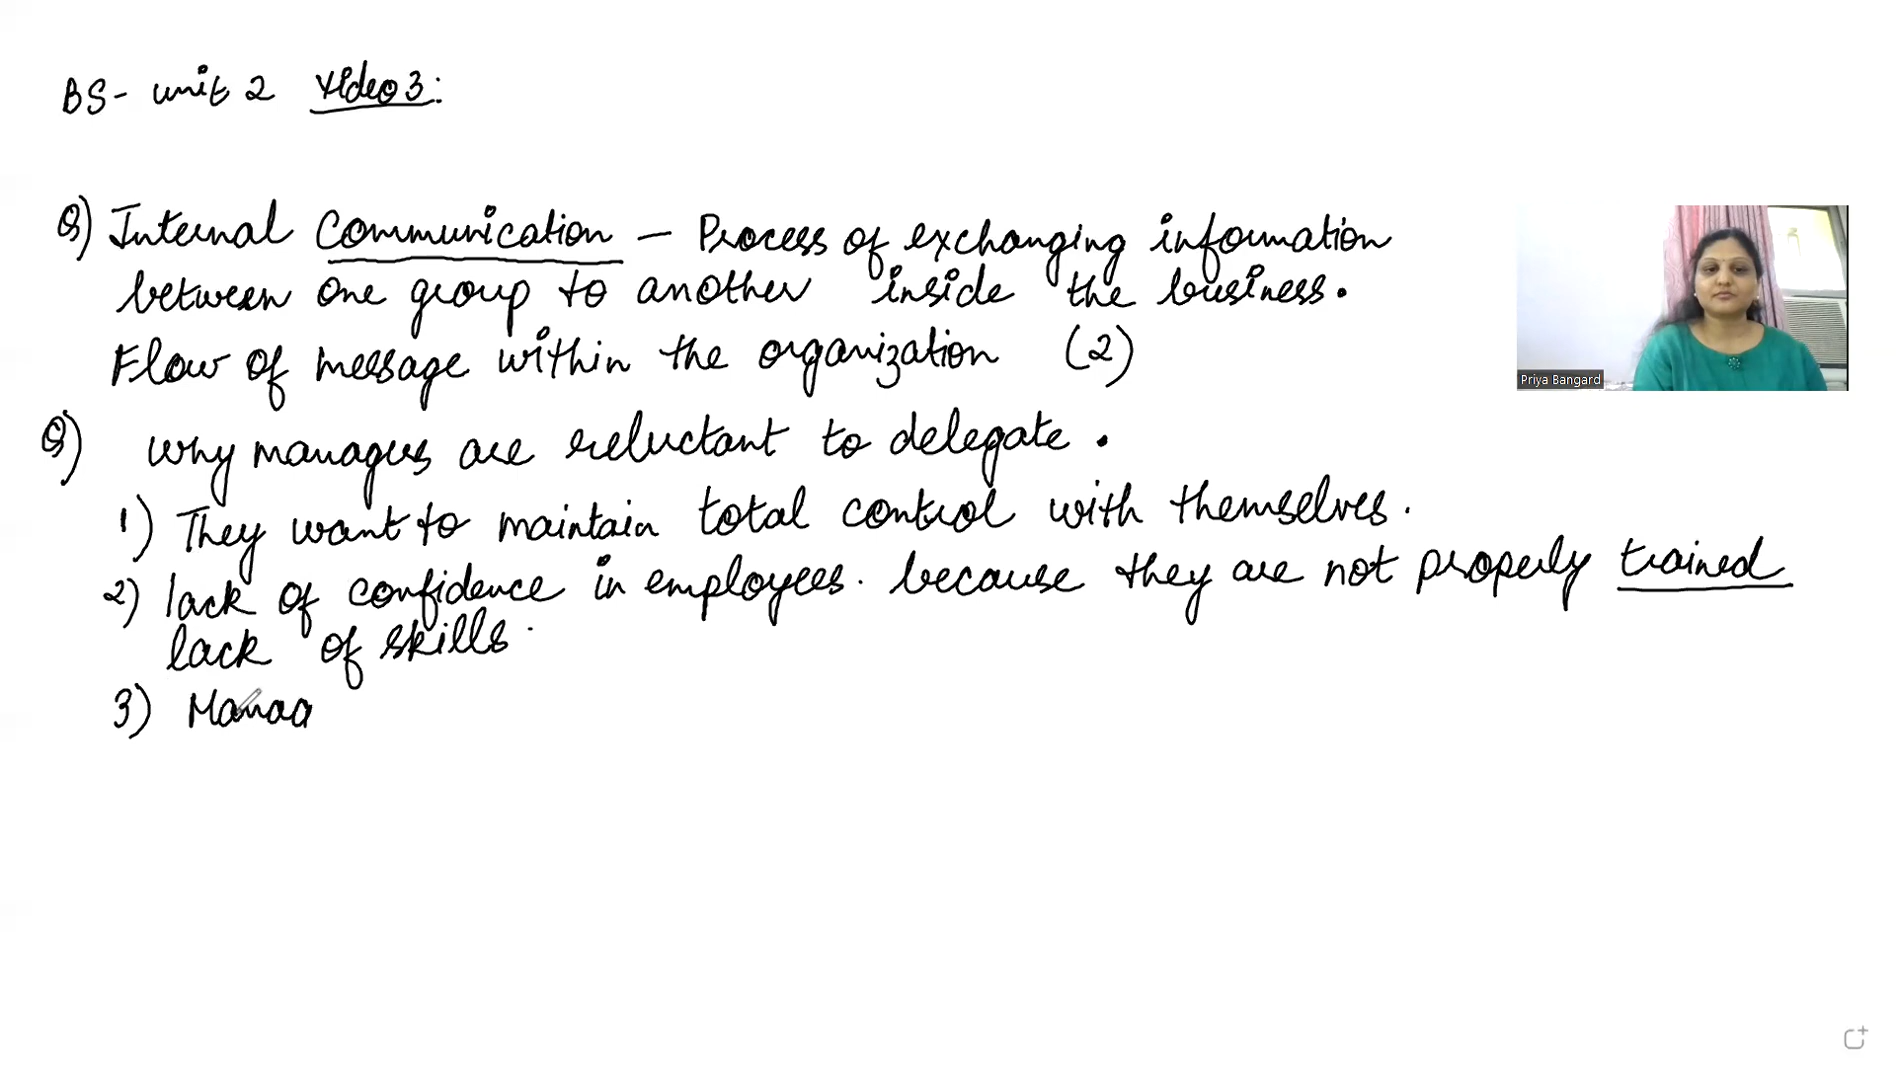 BS- unit 2 Video 3:
Q) Internal Communication - Process of exchanging information
between one group to another inside the business.
Flow of message within the organization (2)
Q) why managers are reluctant to delegate.
1) They want to maintain total control with themselves.
2) lack of confidence in employees. because they are not properly trained
lack of skills.
3) Manag
Priya Bangard